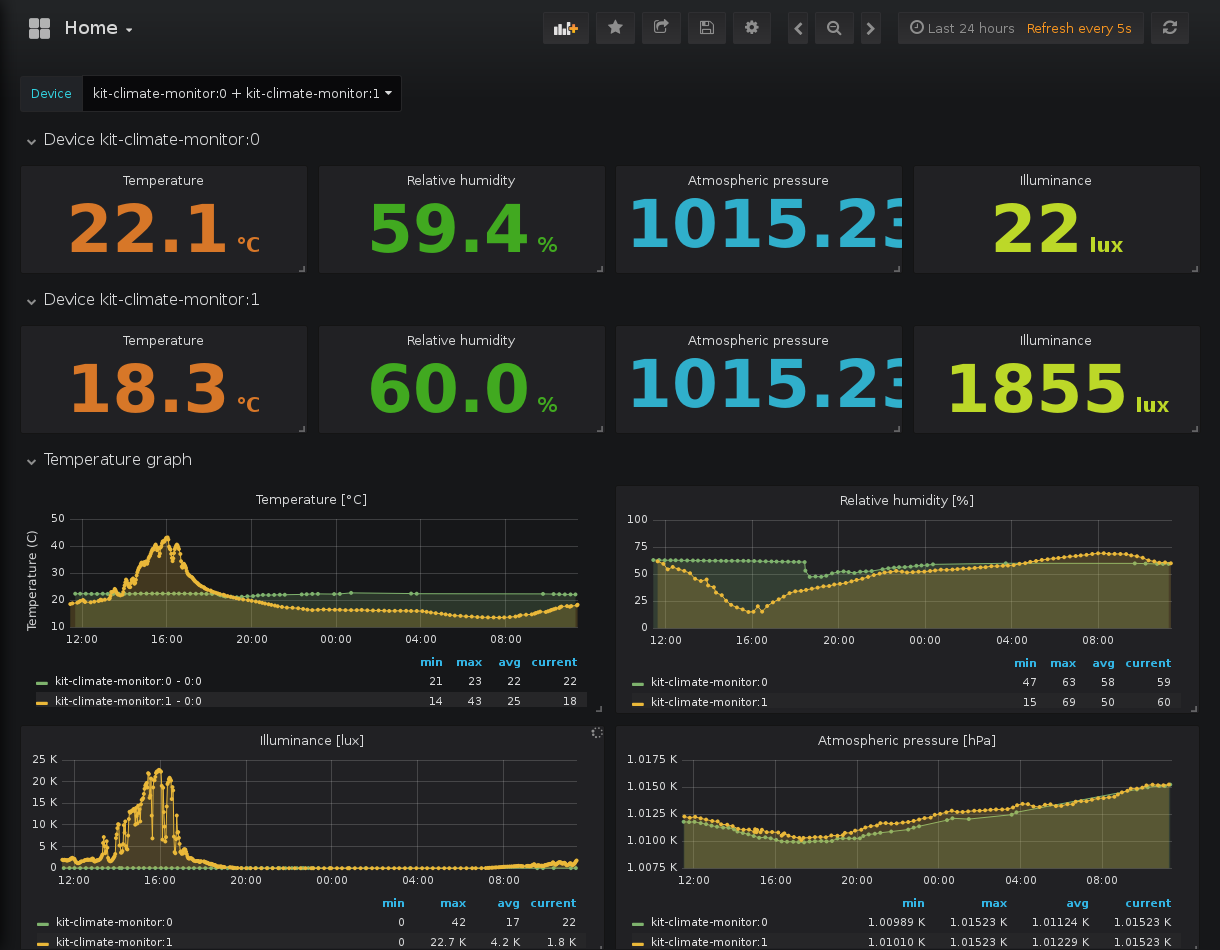 Home
Last 24 hours Refresh every 5s
Device kit-climate-monitor:0 + kit-climate-monitor:1
Device kit-climate-monitor:0
Temperature Relative humidity Atmospheric pressure Illuminance
22.1 °C 59.4 % 1015.23 22 lux
Device kit-climate-monitor:1
Temperature Relative humidity Atmospheric pressure Illuminance
18.3 °C 60.0 % 1015.23 1855 lux
Temperature graph
Temperature [°C]
Temperature (C)
50
40
30
20
10
12:00 16:00 20:00 00:00 04:00 08:00
min max avg current
kit-climate-monitor:0 - 0:0 21 23 22 22
kit-climate-monitor:1 - 0:0 14 43 25 18
Relative humidity [%]
100
75
50
25
0
12:00 16:00 20:00 00:00 04:00 08:00
min max avg current
kit-climate-monitor:0 47 63 58 59
kit-climate-monitor:1 15 69 50 60
Illuminance [lux]
25 K
20 K
15 K
10 K
5 K
0
12:00 16:00 20:00 00:00 04:00 08:00
min max avg current
kit-climate-monitor:0 0 42 17 22
kit-climate-monitor:1 0 22.7 K 4.2 K 1.8 K
Atmospheric pressure [hPa]
1.0175 K
1.0150 K
1.0125 K
1.0100 K
1.0075 K
12:00 16:00 20:00 00:00 04:00 08:00
min max avg current
kit-climate-monitor:0 1.00989 K 1.01523 K 1.01124 K 1.01523 K
kit-climate-monitor:1 1.01010 K 1.01523 K 1.01229 K 1.01523 K